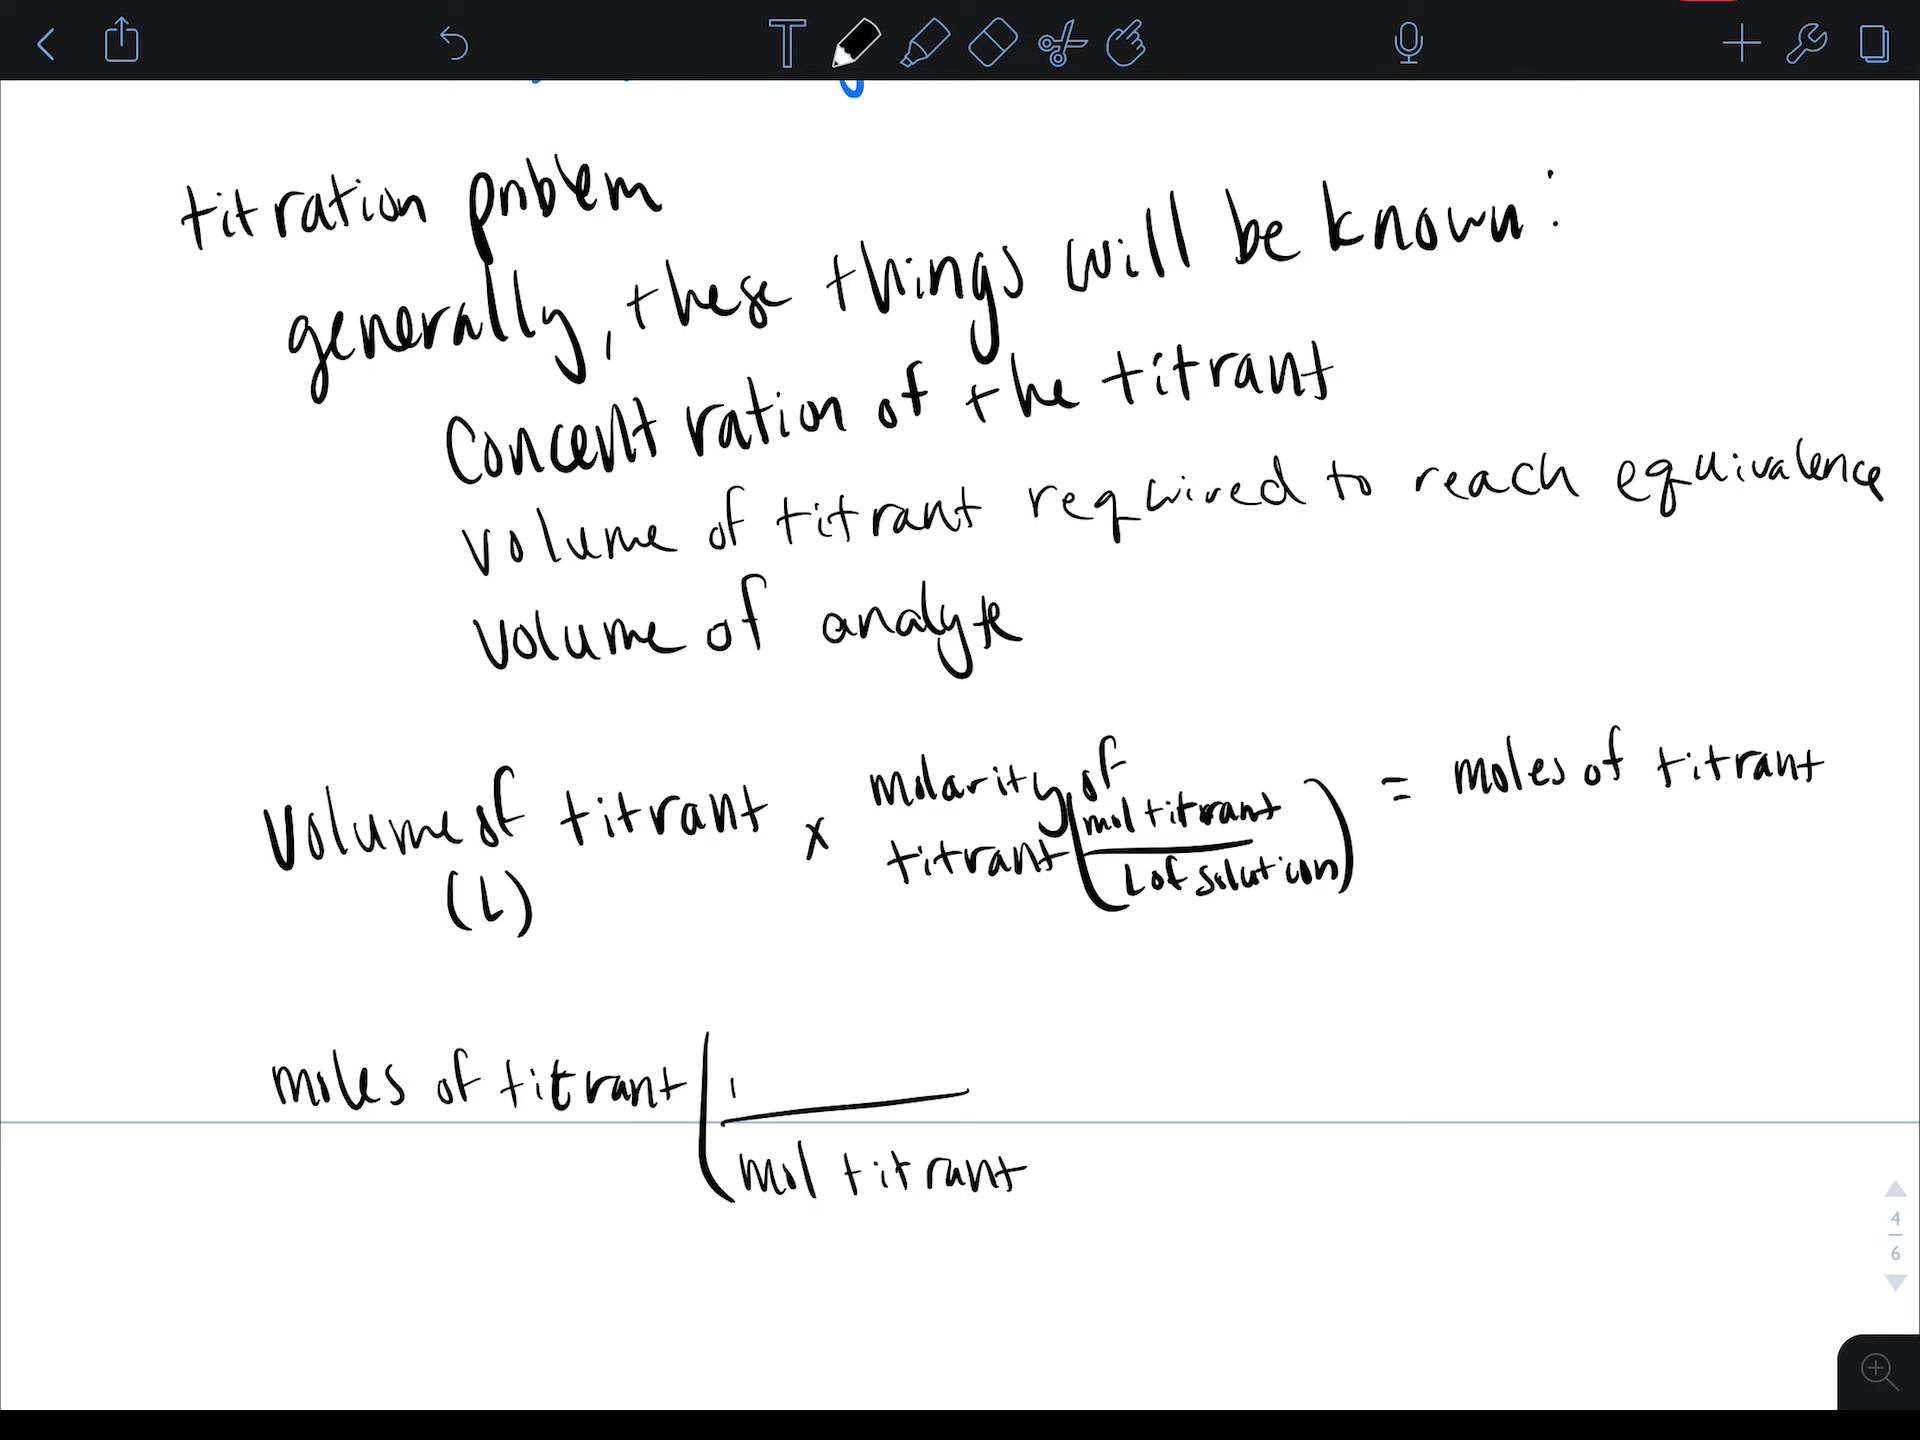 titration problem
generally, these things will be known:
Concentration of the titrant
volume of titrant required to reach equivalence
volume of analyte
Volume of titrant x molarity of titrant (mol titrant / L of solution) = moles of titrant
(L)
moles of titrant (
mol titrant
4
6